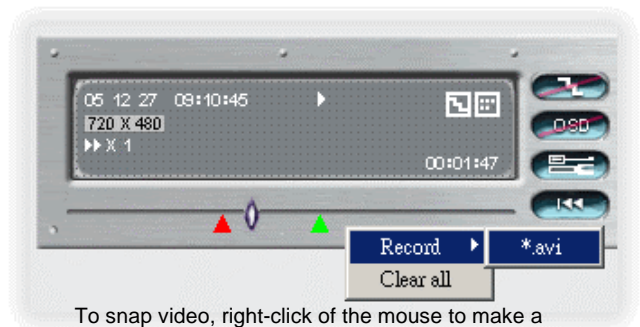 05 12 27 09:10:45
720 X 480
X 1
00:01:47
OSD
Record *.avi
Clear all
To snap video, right-click of the mouse to make a